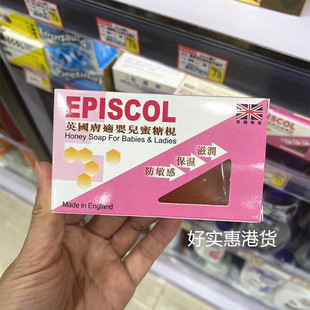 EPISCOL
英國膚適嬰兒蜜糖梘
Honey Soap For Babies & Ladies
滋潤
保濕
防敏感
Made in England
好实惠港货